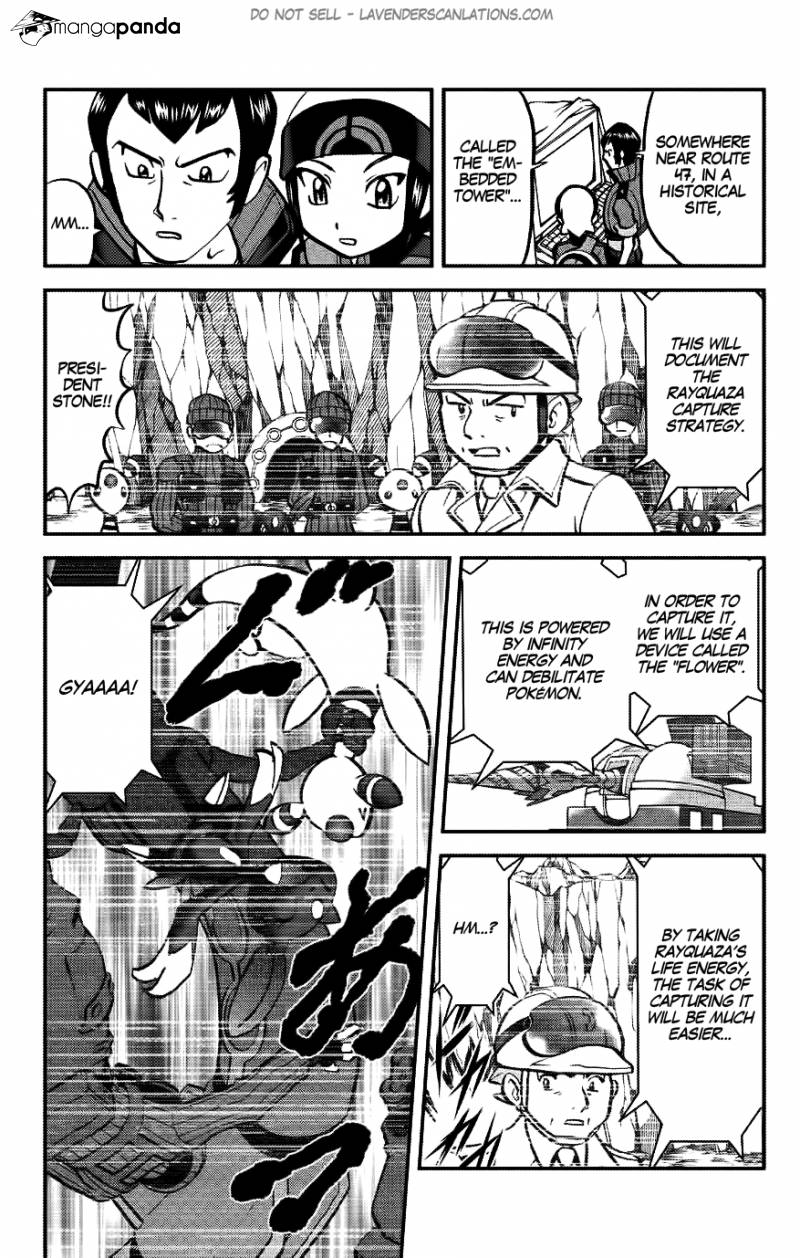 mangapanda
DO NOT SELL - LAVENDERSCANLATIONS.COM
SOMEWHERE
NEAR ROUTE
47, IN A
HISTORICAL
SITE,
CALLED
THE "EM-
BEDDED
TOWER"...
MM...
THIS WILL
DOCUMENT
THE
RAYQUAZA
CAPTURE
STRATEGY.
PRESI-
DENT
STONE!!
IN ORDER TO
CAPTURE IT,
WE WILL USE A
DEVICE CALLED
THE "FLOWER".
THIS IS POWERED
BY INFINITY
ENERGY AND
CAN DEBILITATE
POKÉMON.
BY TAKING
RAYQUAZA'S
LIFE ENERGY,
THE TASK OF
CAPTURING IT
WILL BE MUCH
EASIER...
HM...?
GYAAAA!